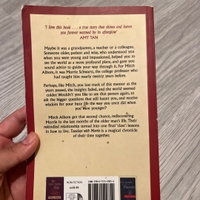 'I love this book ... a true story that shines and leaves
you forever warmed by its afterglow'
AMY TAN
Maybe it was a grandparent, a teacher or a colleague.
Someone older, patient and wise, who understood you
when you were young and impassioned, helped you to
see the world as a more profound place, and gave you
sound advice to guide your way through it. For Mitch
Albom, it was Morrie Schwartz, the college professor who
had taught him nearly twenty years before.
Perhaps, like Mitch, you lost track of this mentor as the
years passed, the insights faded, and the world seemed
colder. Wouldn't you like to see that person again, to
ask the bigger questions that still haunt you, and receive
wisdom for your busy life the way you once did when you
were younger?
Mitch Albom got that second chance, rediscovering
Morrie in the last months of the older man's life. Their
rekindled relationship turned into one final 'class': lessons
in how to live. Tuesdays with Morrie is a magical chronicle
of their time together.